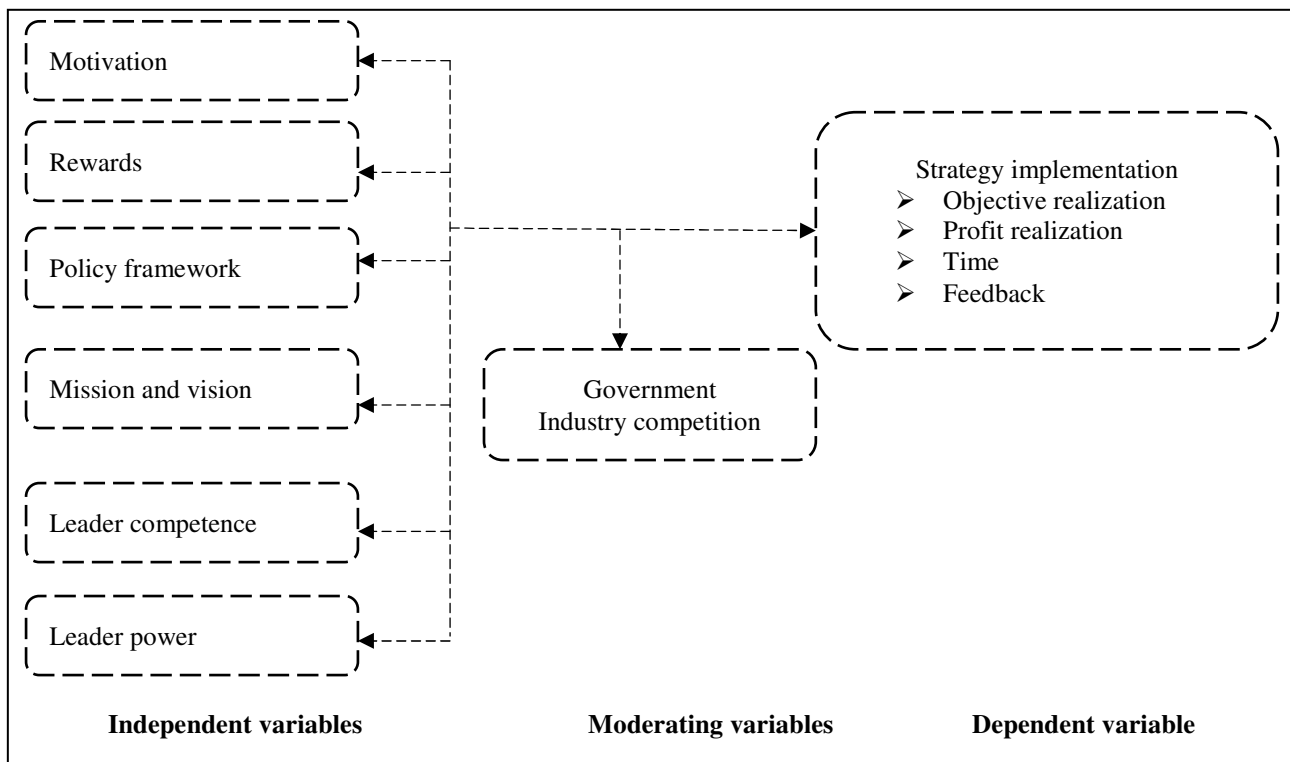 Motivation
Rewards
Policy framework
Mission and vision
Leader competence
Leader power
Government
Industry competition
Strategy implementation
➢ Objective realization
➢ Profit realization
➢ Time
➢ Feedback
Independent variables
Moderating variables
Dependent variable